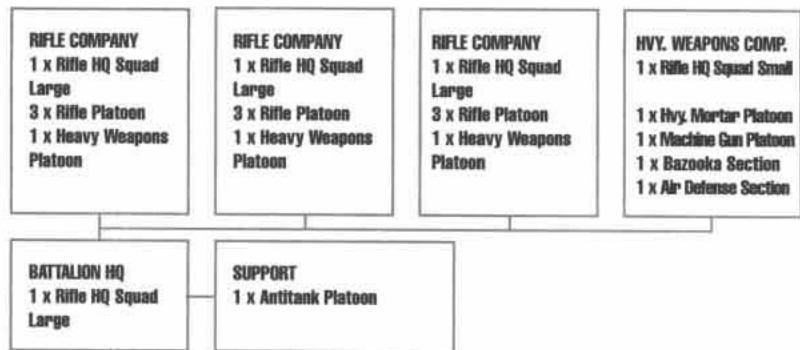 RIFLE COMPANY
1 x Rifle HQ Squad
Large
3 x Rifle Platoon
1 x Heavy Weapons
Platoon
RIFLE COMPANY
1 x Rifle HQ Squad
Large
3 x Rifle Platoon
1 x Heavy Weapons
Platoon
RIFLE COMPANY
1 x Rifle HQ Squad
Large
3 x Rifle Platoon
1 x Heavy Weapons
Platoon
HVY. WEAPONS COMP.
1 x Rifle HQ Squad Small
1 x Hvy. Mortar Platoon
1 x Machine Gun Platoon
1 x Bazooka Section
1 x Air Defense Section
BATTALION HQ
1 x Rifle HQ Squad
Large
SUPPORT
1 x Antitank Platoon